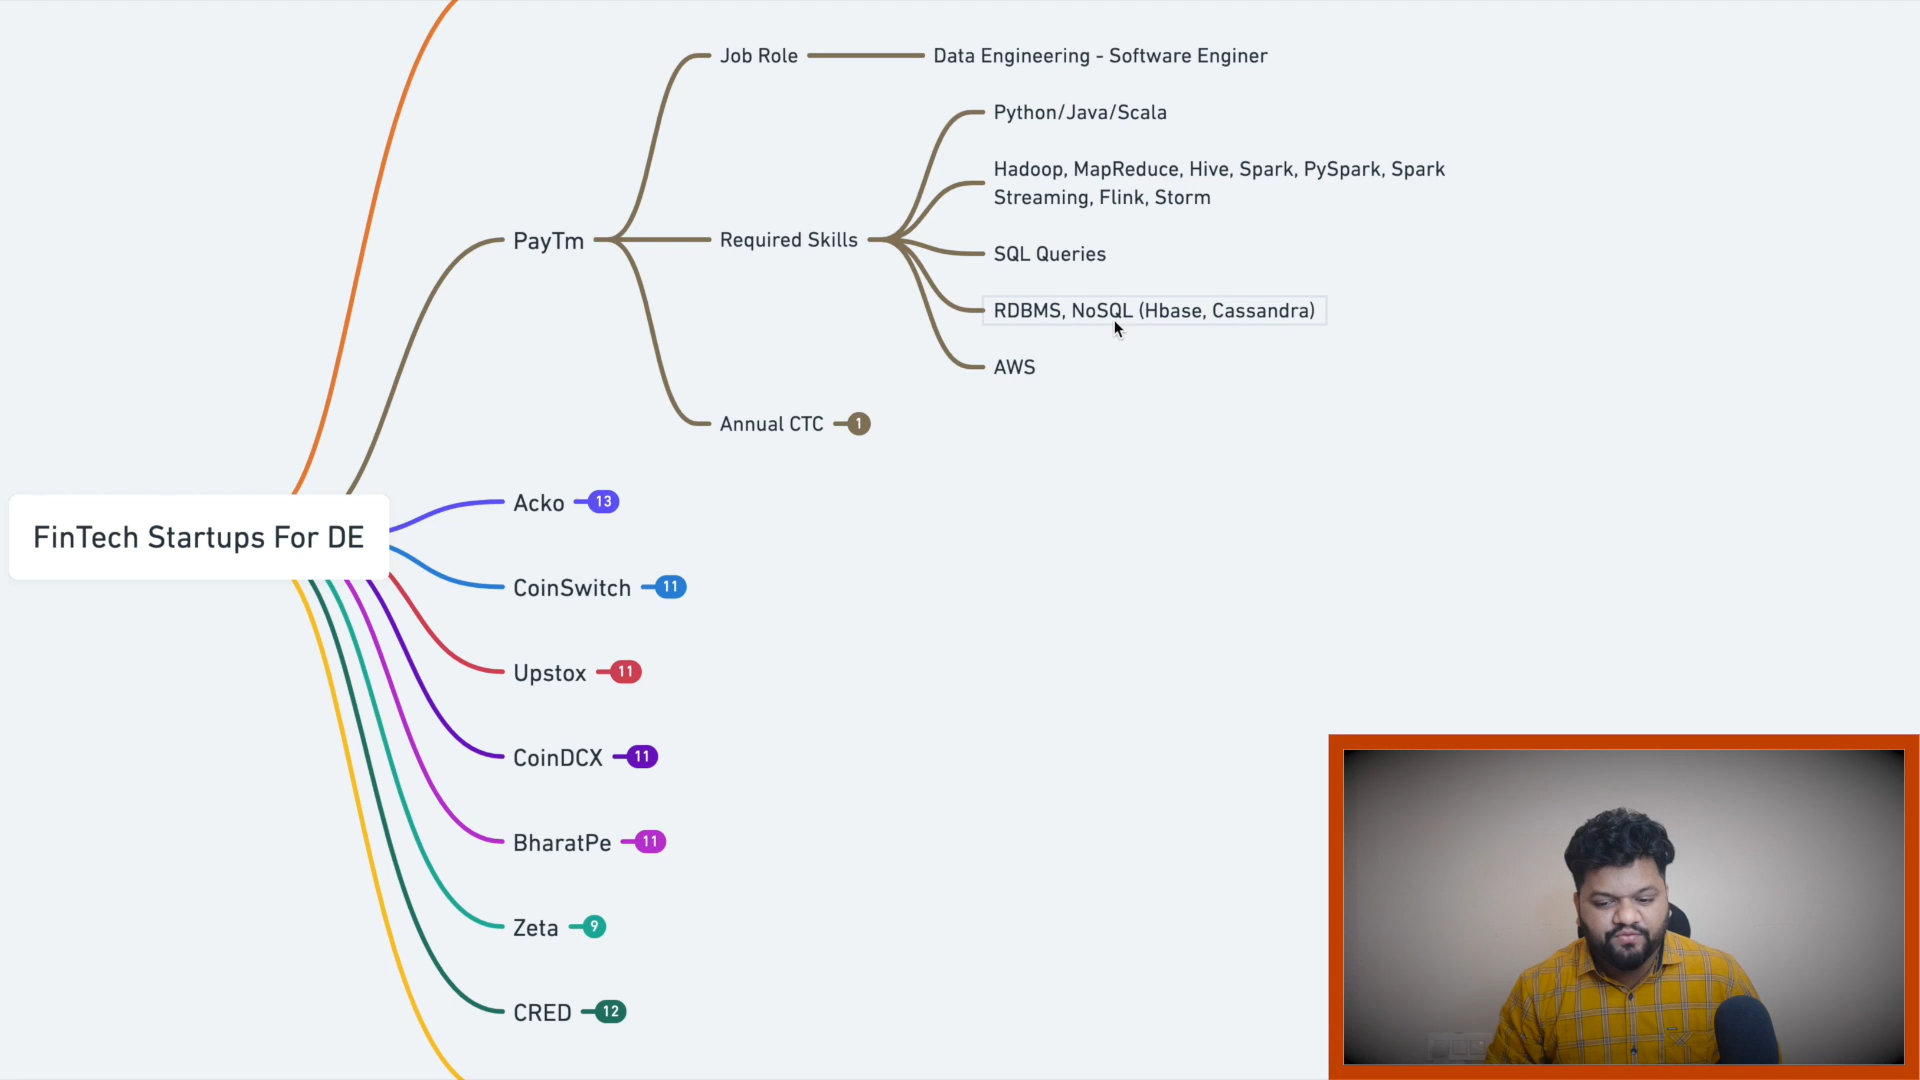 Job Role
Data Engineering - Software Enginer
Python/Java/Scala
Hadoop, MapReduce, Hive, Spark, PySpark, Spark
Streaming, Flink, Storm
PayTm
Required Skills
SQL Queries
RDBMS, NoSQL (Hbase, Cassandra)
AWS
Annual CTC
1
FinTech Startups For DE
Acko
13
CoinSwitch
11
Upstox
11
CoinDCX
11
BharatPe
11
Zeta
9
CRED
12